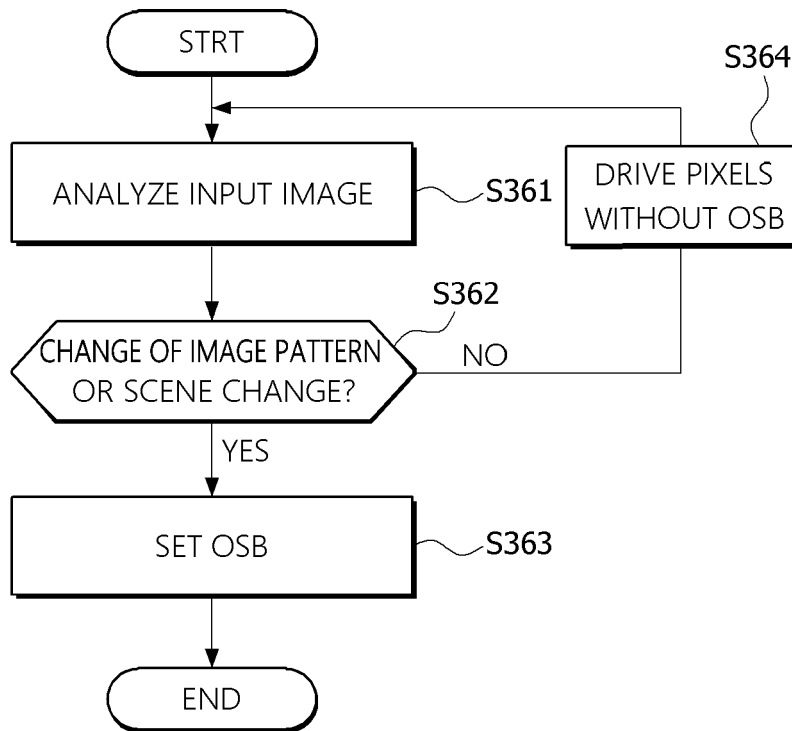 STRT
S364
DRIVE PIXELS
WITHOUT OSB
ANALYZE INPUT IMAGE
S361
S362
CHANGE OF IMAGE PATTERN
OR SCENE CHANGE?
NO
YES
SET OSB
S363
END